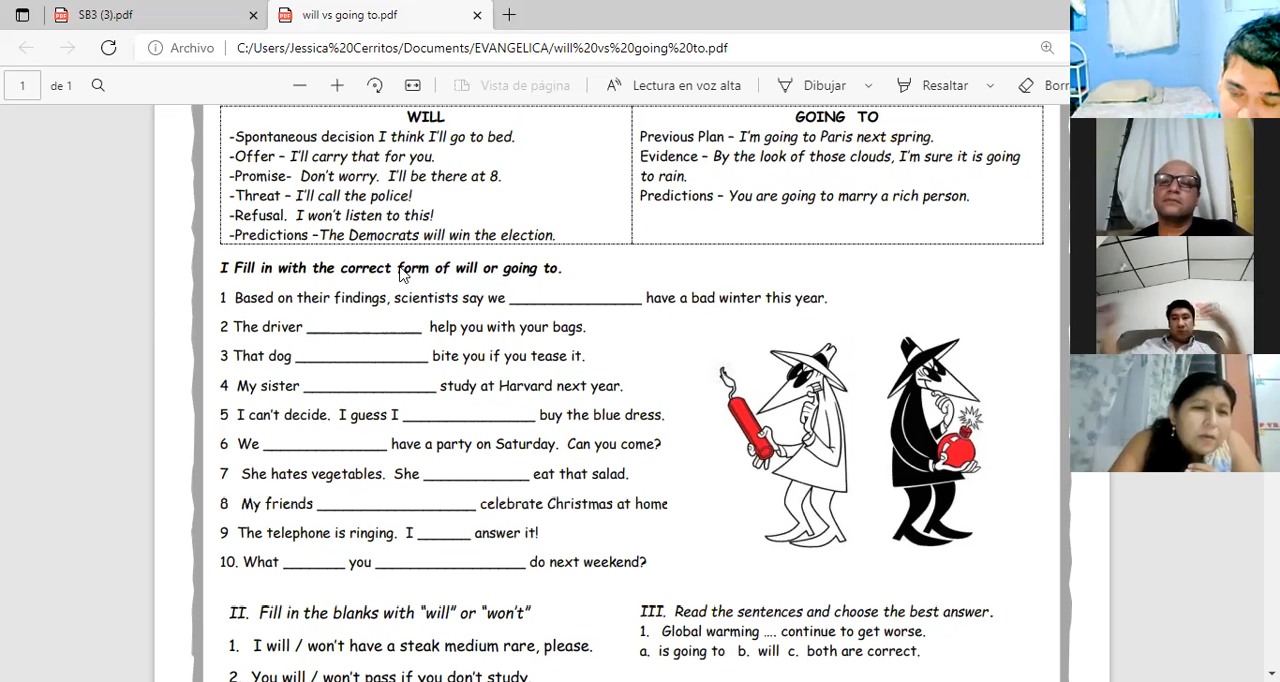 SB3 (3).pdf
will vs going to.pdf
Archivo C:/Users/Jessica%20Cerritos/Documents/EVANGELICA/will%20vs%20going%20to.pdf
1 de 1 Vista de página Lectura en voz alta Dibujar Resaltar Bor
WILL
-Spontaneous decision I think I'll go to bed.
-Offer – I'll carry that for you.
-Promise- Don't worry. I'll be there at 8.
-Threat – I'll call the police!
-Refusal. I won't listen to this!
-Predictions –The Democrats will win the election.
GOING TO
Previous Plan – I'm going to Paris next spring.
Evidence – By the look of those clouds, I'm sure it is going
to rain.
Predictions – You are going to marry a rich person.
I Fill in with the correct form of will or going to.
1 Based on their findings, scientists say we ________________ have a bad winter this year.
2 The driver ______________ help you with your bags.
3 That dog ________________ bite you if you tease it.
4 My sister ________________ study at Harvard next year.
5 I can't decide. I guess I ________________ buy the blue dress.
6 We _______________ have a party on Saturday. Can you come?
7 She hates vegetables. She _____________ eat that salad.
8 My friends ___________________ celebrate Christmas at home
9 The telephone is ringing. I ______ answer it!
10. What _______ you __________________ do next weekend?
II. Fill in the blanks with "will" or "won't"
1. I will / won't have a steak medium rare, please.
2. You will / won't pass if you don't study.
III. Read the sentences and choose the best answer.
1. Global warming .... continue to get worse.
a. is going to b. will c. both are correct.